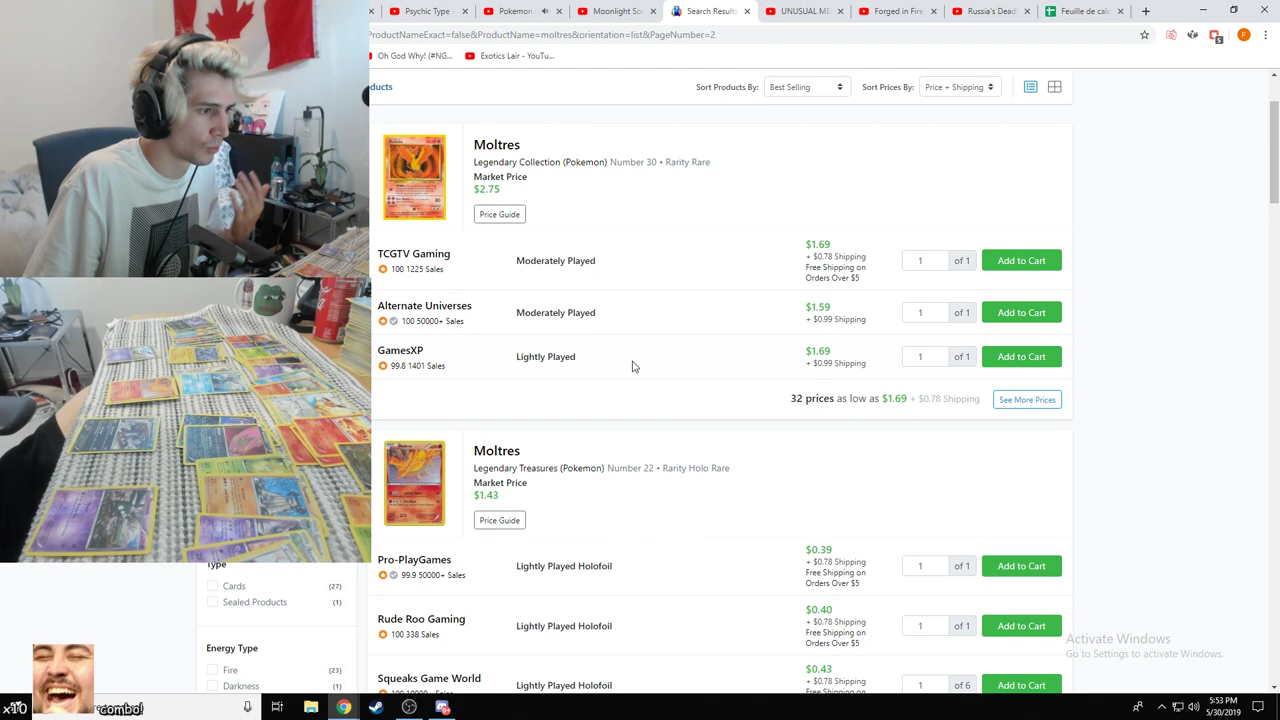 Psychic Type
Pokemon
Moonlight Son
Search Results
UNUSUAL ME
Forged in Fire
Russia's Dead
Feuille de calc
ProductNameExact=false&ProductName=moltres&orientation=list&PageNumber=2
Oh God Why! (#NG...
Exotics Lair - YouTu...
ducts
Sort Products By: Best Selling
Sort Prices By: Price + Shipping
Moltres
Legendary Collection (Pokemon) Number 30 • Rarity Rare
Market Price
$2.75
Price Guide
TCGTV Gaming
100 1225 Sales
Moderately Played
$1.69
+ $0.78 Shipping
Free Shipping on
Orders Over $5
1 of 1
Add to Cart
Alternate Universes
100 50000+ Sales
Moderately Played
$1.59
+ $0.99 Shipping
1 of 1
Add to Cart
GamesXP
99.8 1401 Sales
Lightly Played
$1.69
+ $0.99 Shipping
1 of 1
Add to Cart
32 prices as low as $1.69 + $0.78 Shipping
See More Prices
Moltres
Legendary Treasures (Pokemon) Number 22 • Rarity Holo Rare
Market Price
$1.43
Price Guide
Pro-PlayGames
99.9 50000+ Sales
Lightly Played Holofoil
$0.39
+ $0.78 Shipping
Free Shipping on
Orders Over $5
1 of 1
Add to Cart
Rude Roo Gaming
100 338 Sales
Lightly Played Holofoil
$0.40
+ $0.78 Shipping
Free Shipping on
Orders Over $5
1 of 1
Add to Cart
Squeaks Game World
Lightly Played Holofoil
$0.43
+ $0.78 Shipping
1 of 6
Add to Cart
Type
Cards (27)
Sealed Products (1)
Energy Type
Fire (23)
Darkness (1)
Activate Windows
Go to Settings to activate Windows.
x10
combo!
5:53 PM
5/30/2019